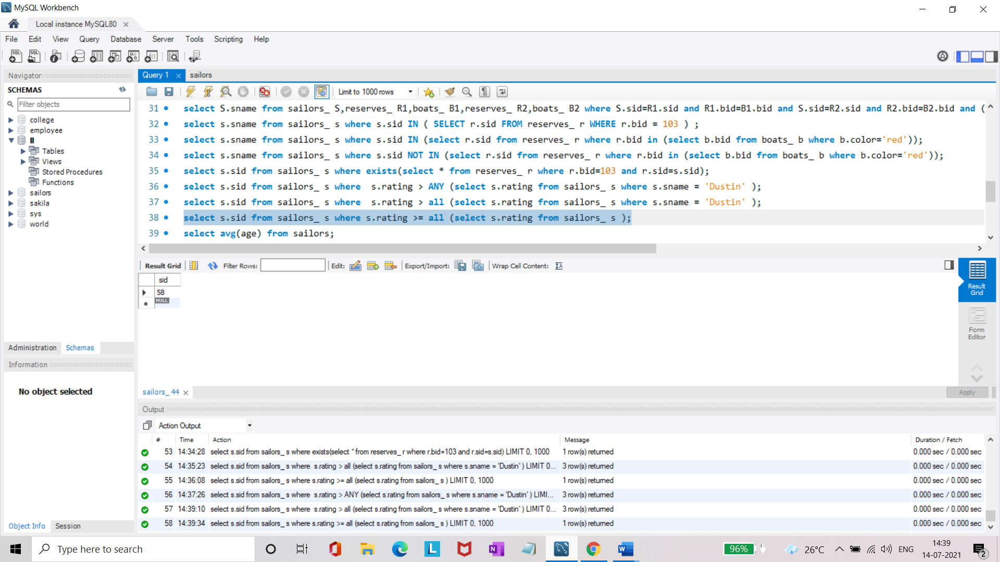 MySQL Workbench
Local instance MySQL80
File Edit View Query Database Server Tools Scripting Help
Navigator
SCHEMAS
Filter objects
college
employee
ll
Tables
Views
Stored Procedures
Functions
sailors
sakila
sys
world
Administration Schemas
Information
No object selected
Object Info Session
Query 1 sailors
Limit to 1000 rows
31 select S.sname from sailors_ S,reserves_ R1,boats_ B1,reserves_ R2,boats_ B2 where S.sid=R1.sid and R1.bid=B1.bid and S.sid=R2.sid and R2.bid=B2.bid and (
32 select s.sname from sailors_ s where s.sid IN ( SELECT r.sid FROM reserves_ r WHERE r.bid = 103 ) ;
33 select s.sname from sailors_ s where s.sid IN (select r.sid from reserves_ r where r.bid in (select b.bid from boats_ b where b.color='red'));
34 select s.sname from sailors_ s where s.sid NOT IN (select r.sid from reserves_ r where r.bid in (select b.bid from boats_ b where b.color='red'));
35 select s.sid from sailors_ s where exists(select * from reserves_ r where r.bid=103 and r.sid=s.sid);
36 select s.sid from sailors_ s where  s.rating > ANY (select s.rating from sailors_ s where s.sname = 'Dustin' );
37 select s.sid from sailors_ s where  s.rating > all (select s.rating from sailors_ s where s.sname = 'Dustin' );
38 select s.sid from sailors_ s where s.rating >= all (select s.rating from sailors_ s );
39 select avg(age) from sailors;
Result Grid Filter Rows: Edit: Export/Import: Wrap Cell Content:
sid
58
NULL
Result Grid
Form Editor
sailors_ 44
Apply
Output
Action Output
# Time Action Message Duration / Fetch
53 14:34:28 select s.sid from sailors_ s where exists(select * from reserves_ r where r.bid=103 and r.sid=s.sid) LIMIT 0, 1000 1 row(s) returned 0.000 sec / 0.000 sec
54 14:35:23 select s.sid from sailors_ s where  s.rating > all (select s.rating from sailors_ s where s.sname = 'Dustin' ) LIMIT 0... 3 row(s) returned 0.000 sec / 0.000 sec
55 14:36:08 select s.sid from sailors_ s where  s.rating >= all (select s.rating from sailors_ s ) LIMIT 0, 1000 1 row(s) returned 0.000 sec / 0.000 sec
56 14:37:26 select s.sid from sailors_ s where  s.rating > ANY (select s.rating from sailors_ s where s.sname = 'Dustin' ) LIMI... 3 row(s) returned 0.000 sec / 0.000 sec
57 14:39:10 select s.sid from sailors_ s where  s.rating > all (select s.rating from sailors_ s where s.sname = 'Dustin' ) LIMIT 0... 3 row(s) returned 0.000 sec / 0.000 sec
58 14:39:34 select s.sid from sailors_ s where s.rating >= all (select s.rating from sailors_ s ) LIMIT 0, 1000 1 row(s) returned 0.000 sec / 0.000 sec
Type here to search
96%
26°C
ENG
14:39
14-07-2021
2